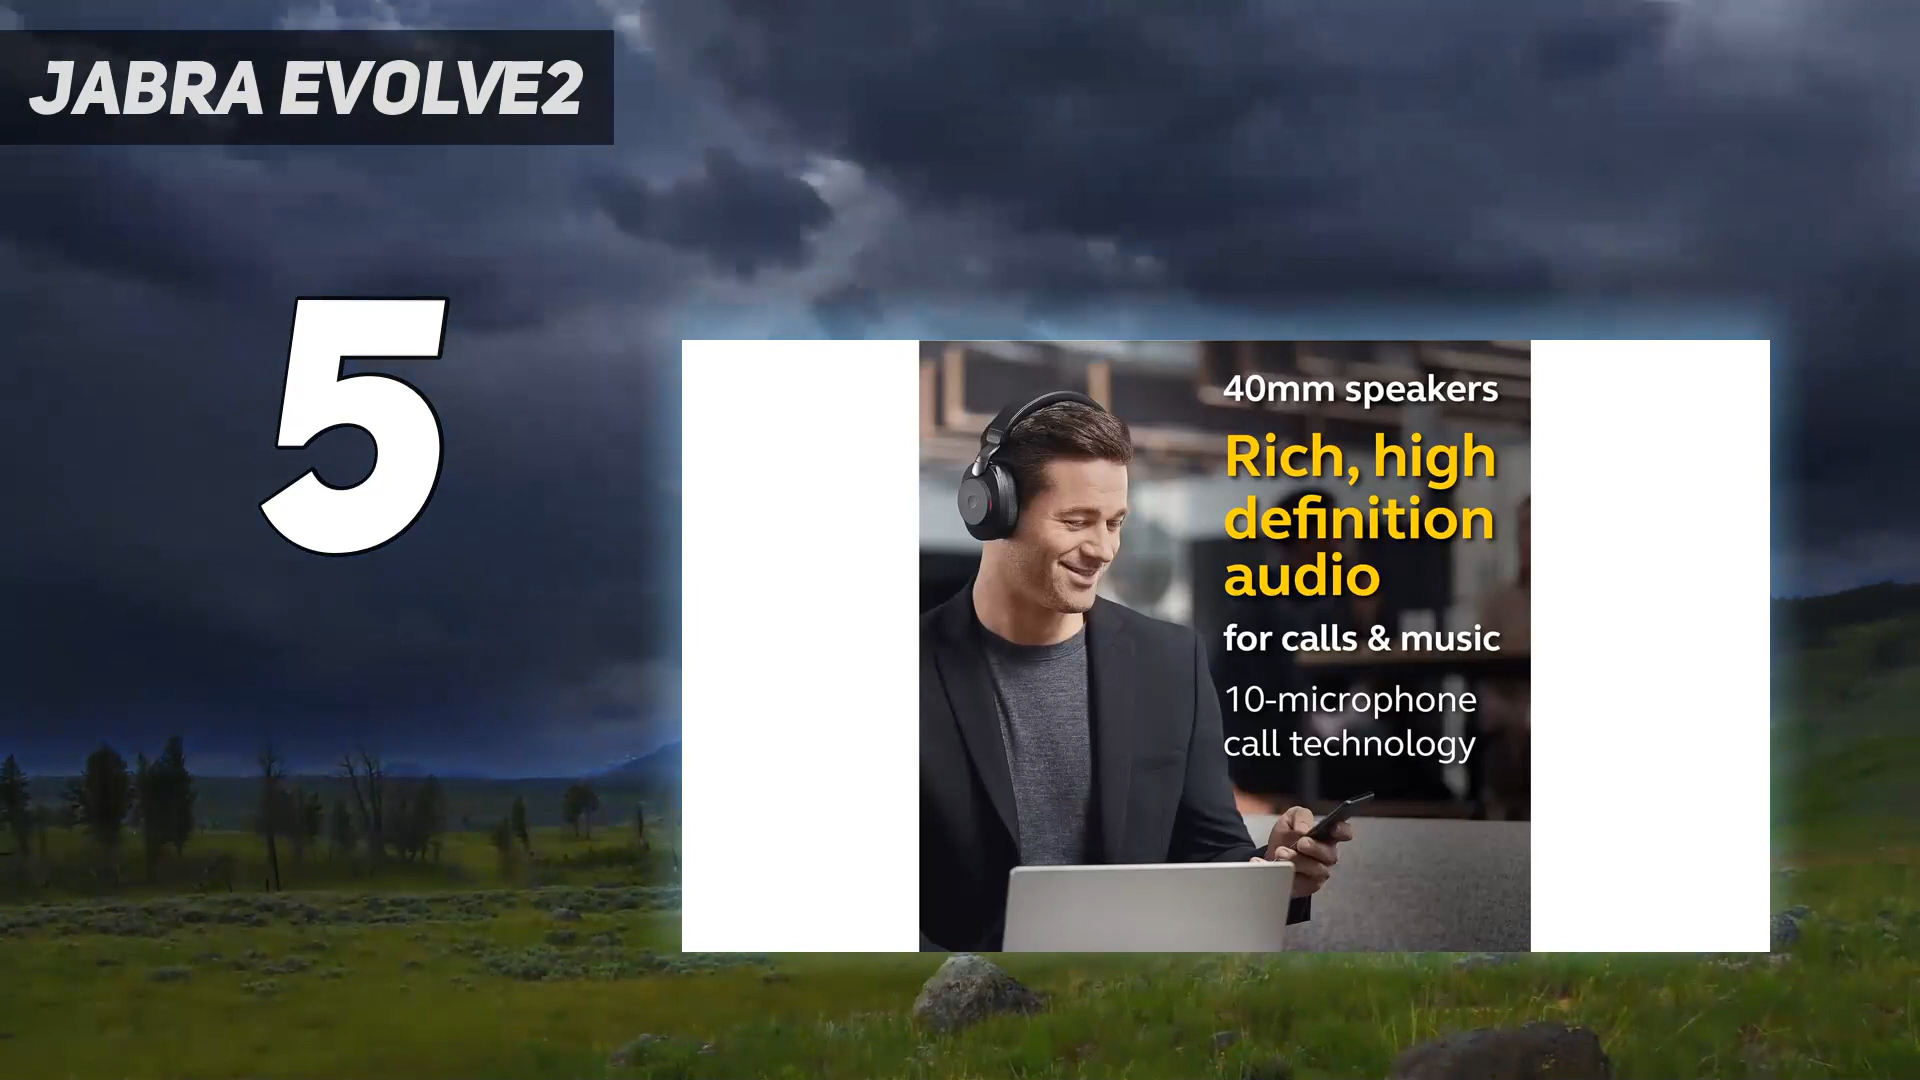 JABRA EVOLVE2
5
40mm speakers
Rich, high
definition
audio
for calls & music
10-microphone
call technology